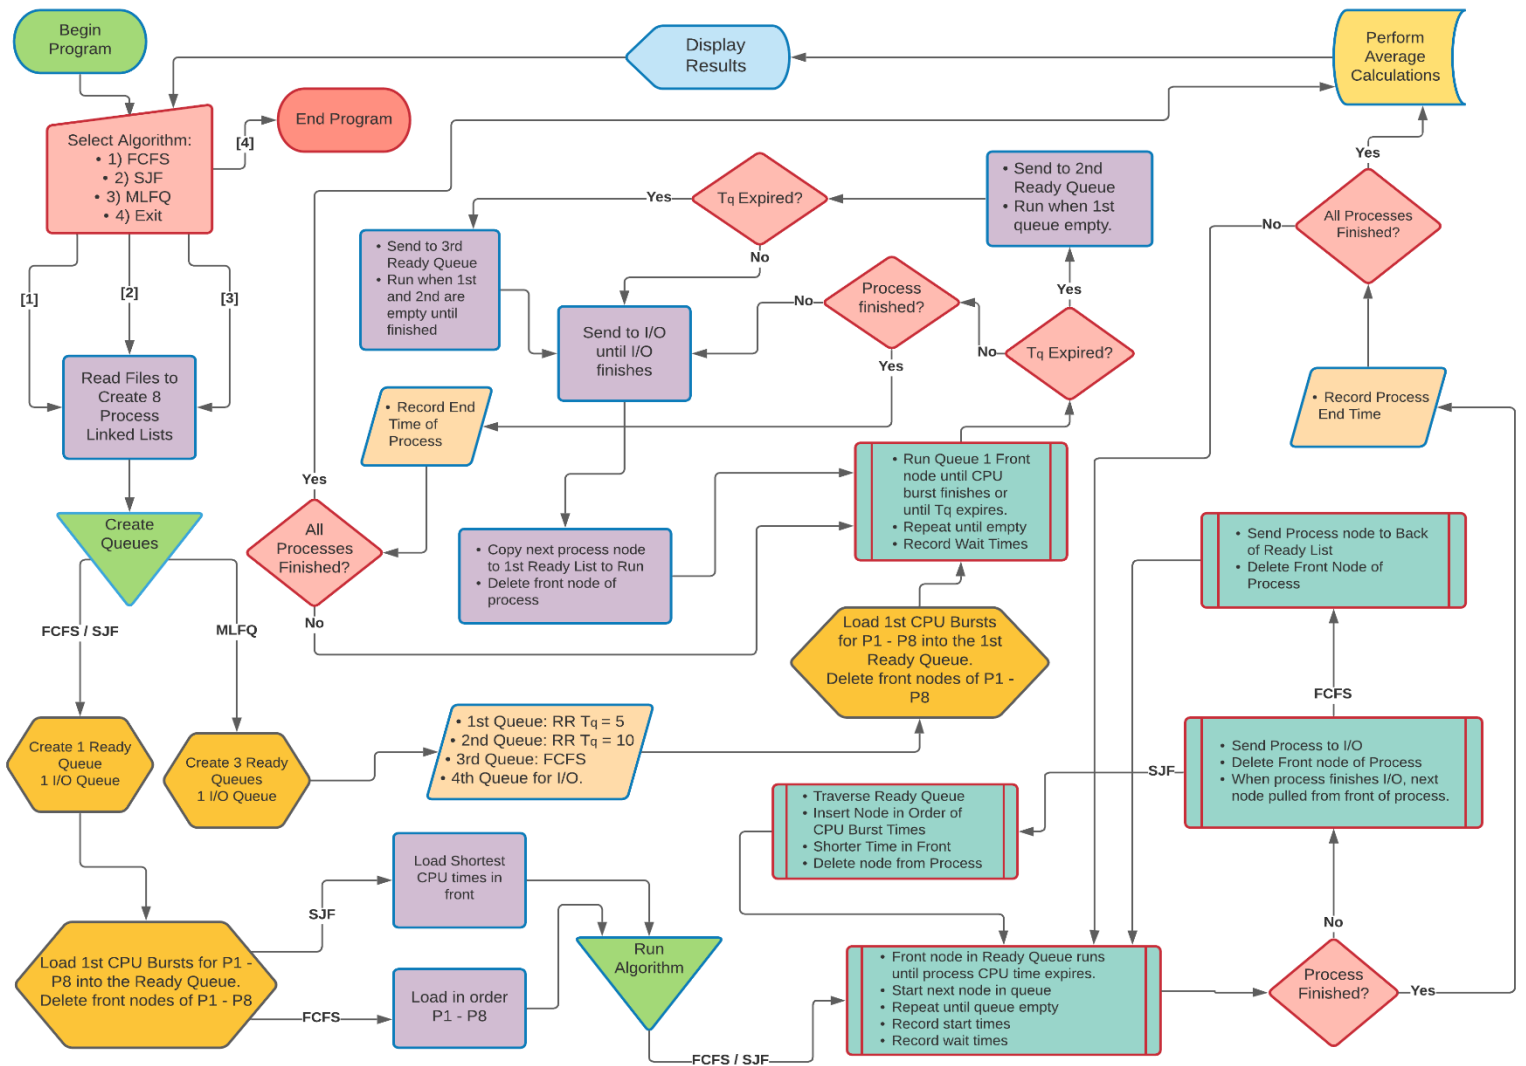 Begin
Program
Display
Results
Perform
Average
Calculations
End Program
[4]
Select Algorithm:
• 1) FCFS
• 2) SJF
• 3) MLFQ
• 4) Exit
[1]
[2]
[3]
Read Files to
Create 8
Process
Linked Lists
Create
Queues
FCFS / SJF
MLFQ
Create 1 Ready
Queue
1 I/O Queue
Create 3 Ready
Queues
1 I/O Queue
• 1st Queue: RR Tq = 5
• 2nd Queue: RR Tq = 10
• 3rd Queue: FCFS
• 4th Queue for I/O.
Load 1st CPU Bursts
for P1 - P8 into the 1st
Ready Queue.
Delete front nodes of P1 -
P8
• Run Queue 1 Front
node until CPU
burst finishes or
until Tq expires.
• Repeat until empty
• Record Wait Times
Tq Expired?
Yes
No
• Send to 2nd
Ready Queue
• Run when 1st
queue empty.
Tq Expired?
Yes
No
• Send to 3rd
Ready Queue
• Run when 1st
and 2nd are
empty until
finished
Send to I/O
until I/O
finishes
Process
finished?
No
Yes
• Record End
Time of
Process
All
Processes
Finished?
Yes
No
• Copy next process node
to 1st Ready List to Run
• Delete front node of
process
Load 1st CPU Bursts for P1 -
P8 into the Ready Queue.
Delete front nodes of P1 - P8
SJF
FCFS
Load Shortest
CPU times in
front
Load in order
P1 - P8
Run
Algorithm
FCFS / SJF
• Front node in Ready Queue runs
until process CPU time expires.
• Start next node in queue
• Repeat until queue empty
• Record start times
• Record wait times
Process
Finished?
Yes
No
• Send Process to I/O
• Delete Front node of Process
• When process finishes I/O, next
node pulled from front of process.
SJF
FCFS
• Traverse Ready Queue
• Insert Node in Order of
CPU Burst Times
• Shorter Time in Front
• Delete node from Process
• Send Process node to Back
of Ready List
• Delete Front Node of
Process
• Record Process
End Time
All Processes
Finished?
Yes
No